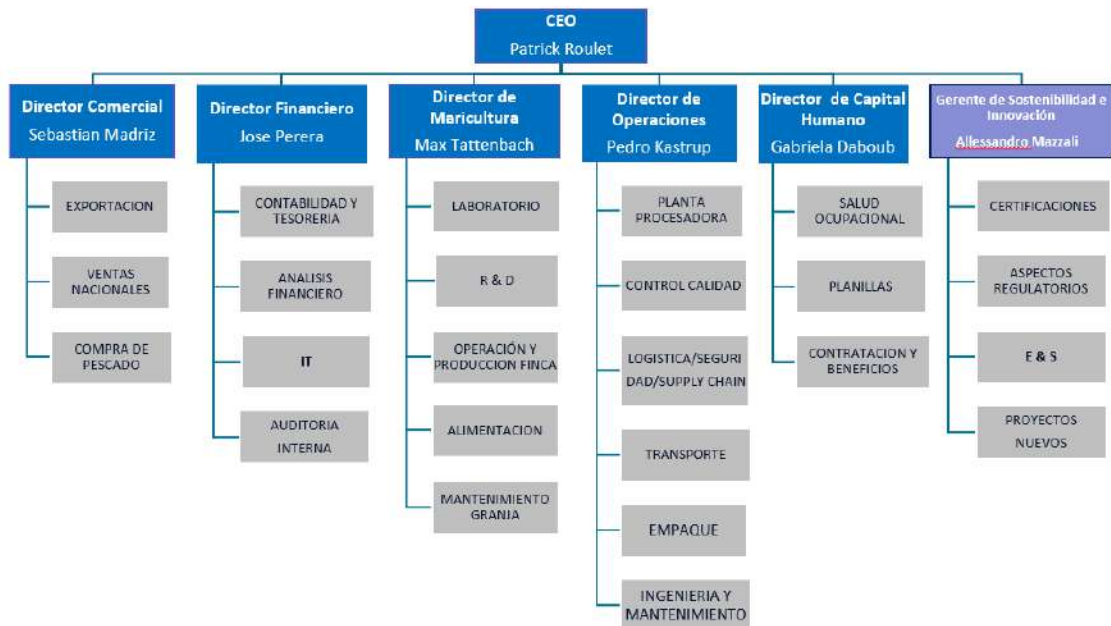 CEO
Patrick Roulet
Director Comercial
Sebastian Madriz
Director Financiero
Jose Perera
Director de
Maricultura
Max Tattenbach
Director de
Operaciones
Pedro Kastrup
Director de Capital
Humano
Gabriela Daboub
Gerente de Sostenibilidad e
Innovación
Allessandro Mazzali
EXPORTACION
VENTAS
NACIONALES
COMPRA DE
PESCADO
CONTABILIDAD Y
TESORERIA
ANALISIS
FINANCIERO
IT
AUDITORIA
INTERNA
LABORATORIO
R & D
OPERACIÓN Y
PRODUCCION FINCA
ALIMENTACION
MANTENIMIENTO
GRANJA
PLANTA
PROCESADORA
CONTROL CALIDAD
LOGISTICA/SEGURI
DAD/SUPPLY CHAIN
TRANSPORTE
EMPAQUE
INGENIERIA Y
MANTENIMIENTO
SALUD
OCUPACIONAL
PLANILLAS
CONTRATACION Y
BENEFICIOS
CERTIFICACIONES
ASPECTOS
REGULATORIOS
E & S
PROYECTOS
NUEVOS